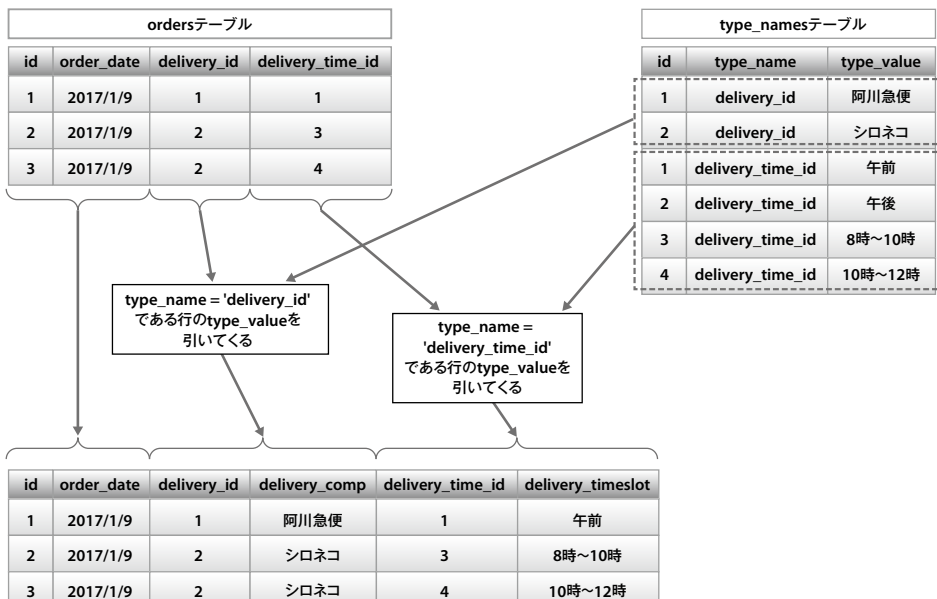 ordersテーブル
id order_date delivery_id delivery_time_id
1 2017/1/9 1 1
2 2017/1/9 2 3
3 2017/1/9 2 4
type_namesテーブル
id type_name type_value
1 delivery_id 阿川急便
2 delivery_id シロネコ
1 delivery_time_id 午前
2 delivery_time_id 午後
3 delivery_time_id 8時〜10時
4 delivery_time_id 10時〜12時
type_name = 'delivery_id'
である行のtype_valueを
引いてくる
type_name =
'delivery_time_id'
である行のtype_valueを
引いてくる
id order_date delivery_id delivery_comp delivery_time_id delivery_timeslot
1 2017/1/9 1 阿川急便 1 午前
2 2017/1/9 2 シロネコ 3 8時〜10時
3 2017/1/9 2 シロネコ 4 10時〜12時